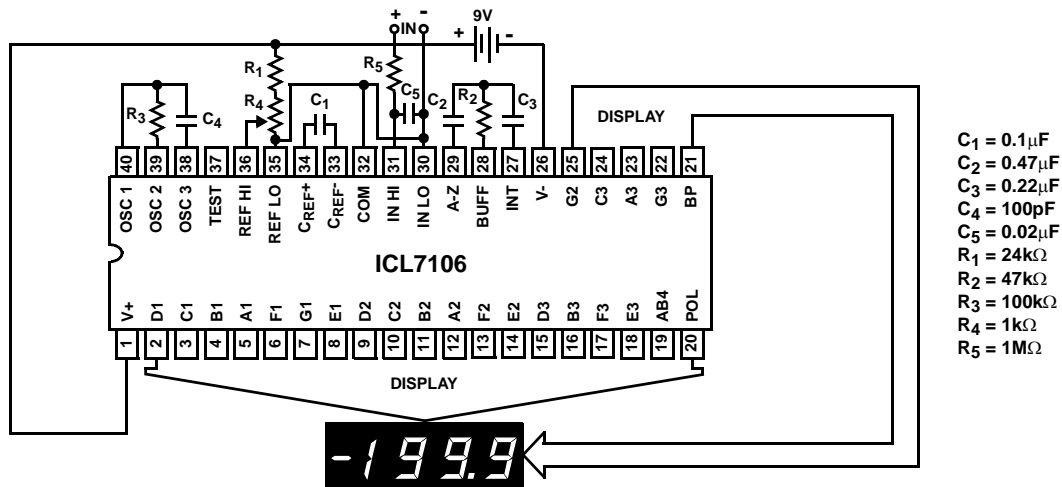 + - 9V
IN + -
R1 R5 C5 C2 R2 C3
R3 C4 R4 C1
DISPLAY
40 39 38 37 36 35 34 33 32 31 30 29 28 27 26 25 24 23 22 21
OSC 1 OSC 2 OSC 3 TEST REF HI REF LO CREF+ CREF- COM IN HI IN LO A-Z BUFF INT V- G2 C3 A3 G3 BP
ICL7106
V+ D1 C1 B1 A1 F1 G1 E1 D2 C2 B2 A2 F2 E2 D3 B3 F3 E3 AB4 POL
1 2 3 4 5 6 7 8 9 10 11 12 13 14 15 16 17 18 19 20
DISPLAY
-199.9
C1 = 0.1μF
C2 = 0.47μF
C3 = 0.22μF
C4 = 100pF
C5 = 0.02μF
R1 = 24kΩ
R2 = 47kΩ
R3 = 100kΩ
R4 = 1kΩ
R5 = 1MΩ